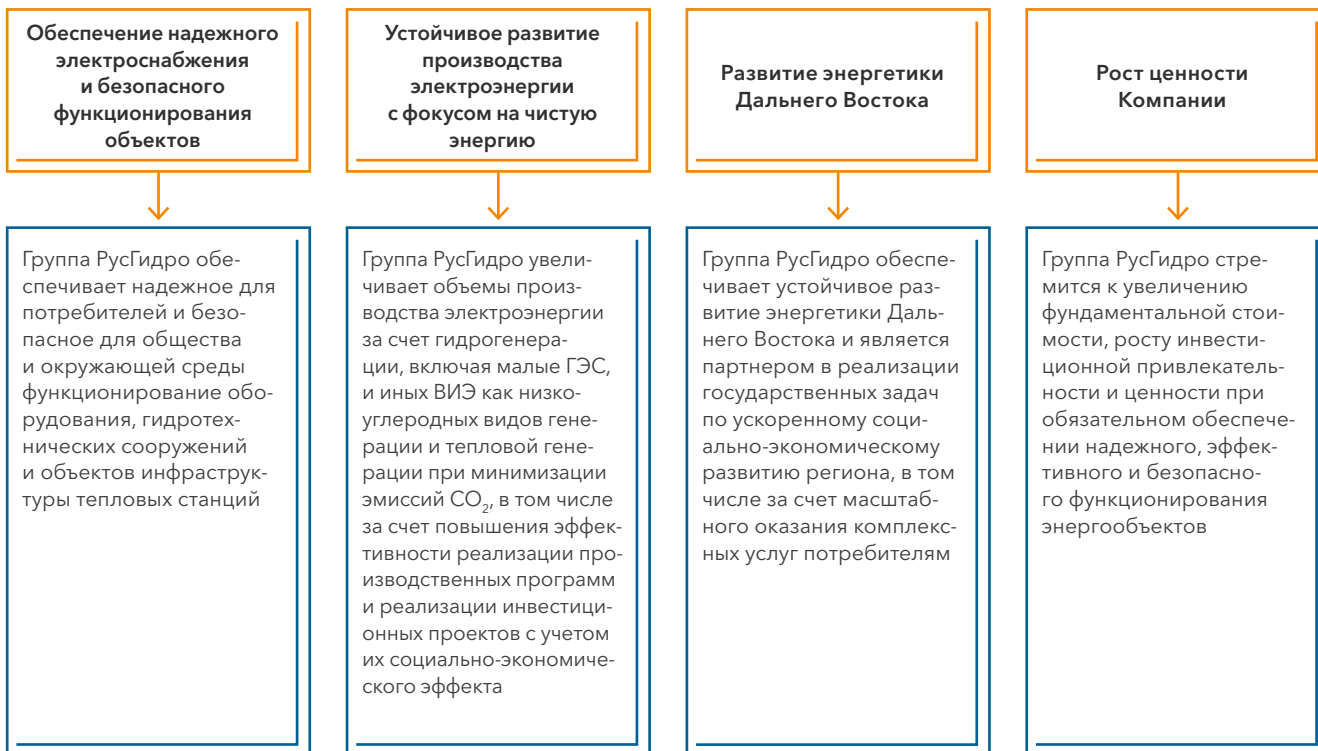 Обеспечение надежного
электроснабжения
и безопасного
функционирования
объектов
Устойчивое развитие
производства
электроэнергии
с фокусом на чистую
энергию
Развитие энергетики
Дальнего Востока
Рост ценности
Компании
Группа РусГидро обе-
спечивает надежное для
потребителей и безо-
пасное для общества
и окружающей среды
функционирование обо-
рудования, гидротех-
нических сооружений
и объектов инфраструк-
туры тепловых станций
Группа РусГидро увели-
чивает объемы произ-
водства электроэнергии
за счет гидрогенера-
ции, включая малые ГЭС,
и иных ВИЭ как низко-
углеродных видов гене-
рации и тепловой гене-
рации при минимизации
эмиссий CO₂, в том числе
за счет повышения эффек-
тивности реализации про-
изводственных программ
и реализации инвестици-
онных проектов с учетом
их социально-экономиче-
ского эффекта
Группа РусГидро обеспе-
чивает устойчивое раз-
витие энергетики Даль-
него Востока и является
партнером в реализации
государственных задач
по ускоренному соци-
ально-экономическому
развитию региона, в том
числе за счет масштаб-
ного оказания комплекс-
ных услуг потребителям
Группа РусГидро стре-
мится к увеличению
фундаментальной стои-
мости, росту инвести-
ционной привлекатель-
ности и ценности при
обязательном обеспече-
нии надежного, эффек-
тивного и безопасно-
го функционирования
энергообъектов